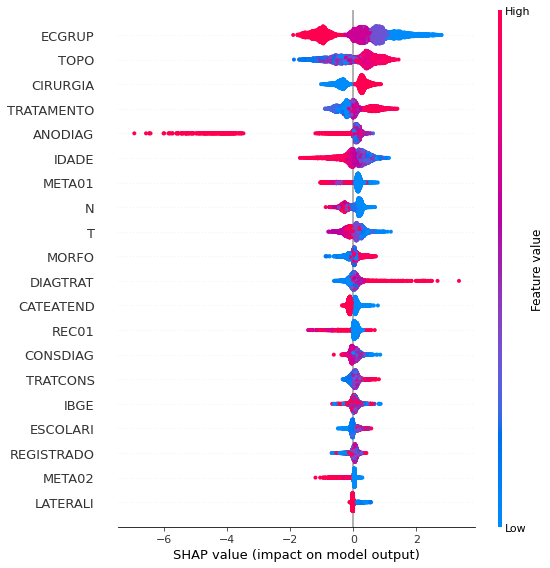 High
ECGRUP
TOPO
CIRURGIA
TRATAMENTO
ANODIAG
IDADE
META01
N
T
MORFO
DIAGTRAT
CATEATEND
REC01
CONSDIAG
TRATCONS
IBGE
ESCOLARI
REGISTRADO
META02
LATERALI
Feature value
Low
−6 −4 −2 0 2
SHAP value (impact on model output)